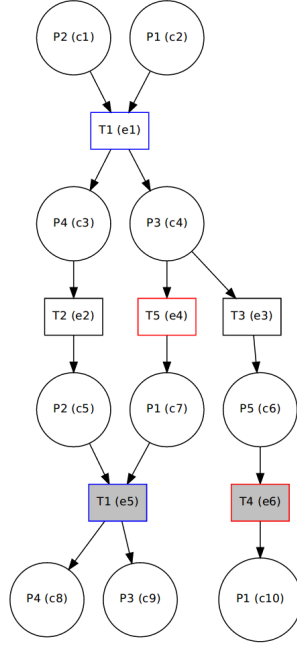 P2 (c1) P1 (c2)
T1 (e1)
P4 (c3) P3 (c4)
T2 (e2) T5 (e4) T3 (e3)
P2 (c5) P1 (c7) P5 (c6)
T1 (e5) T4 (e6)
P4 (c8) P3 (c9) P1 (c10)